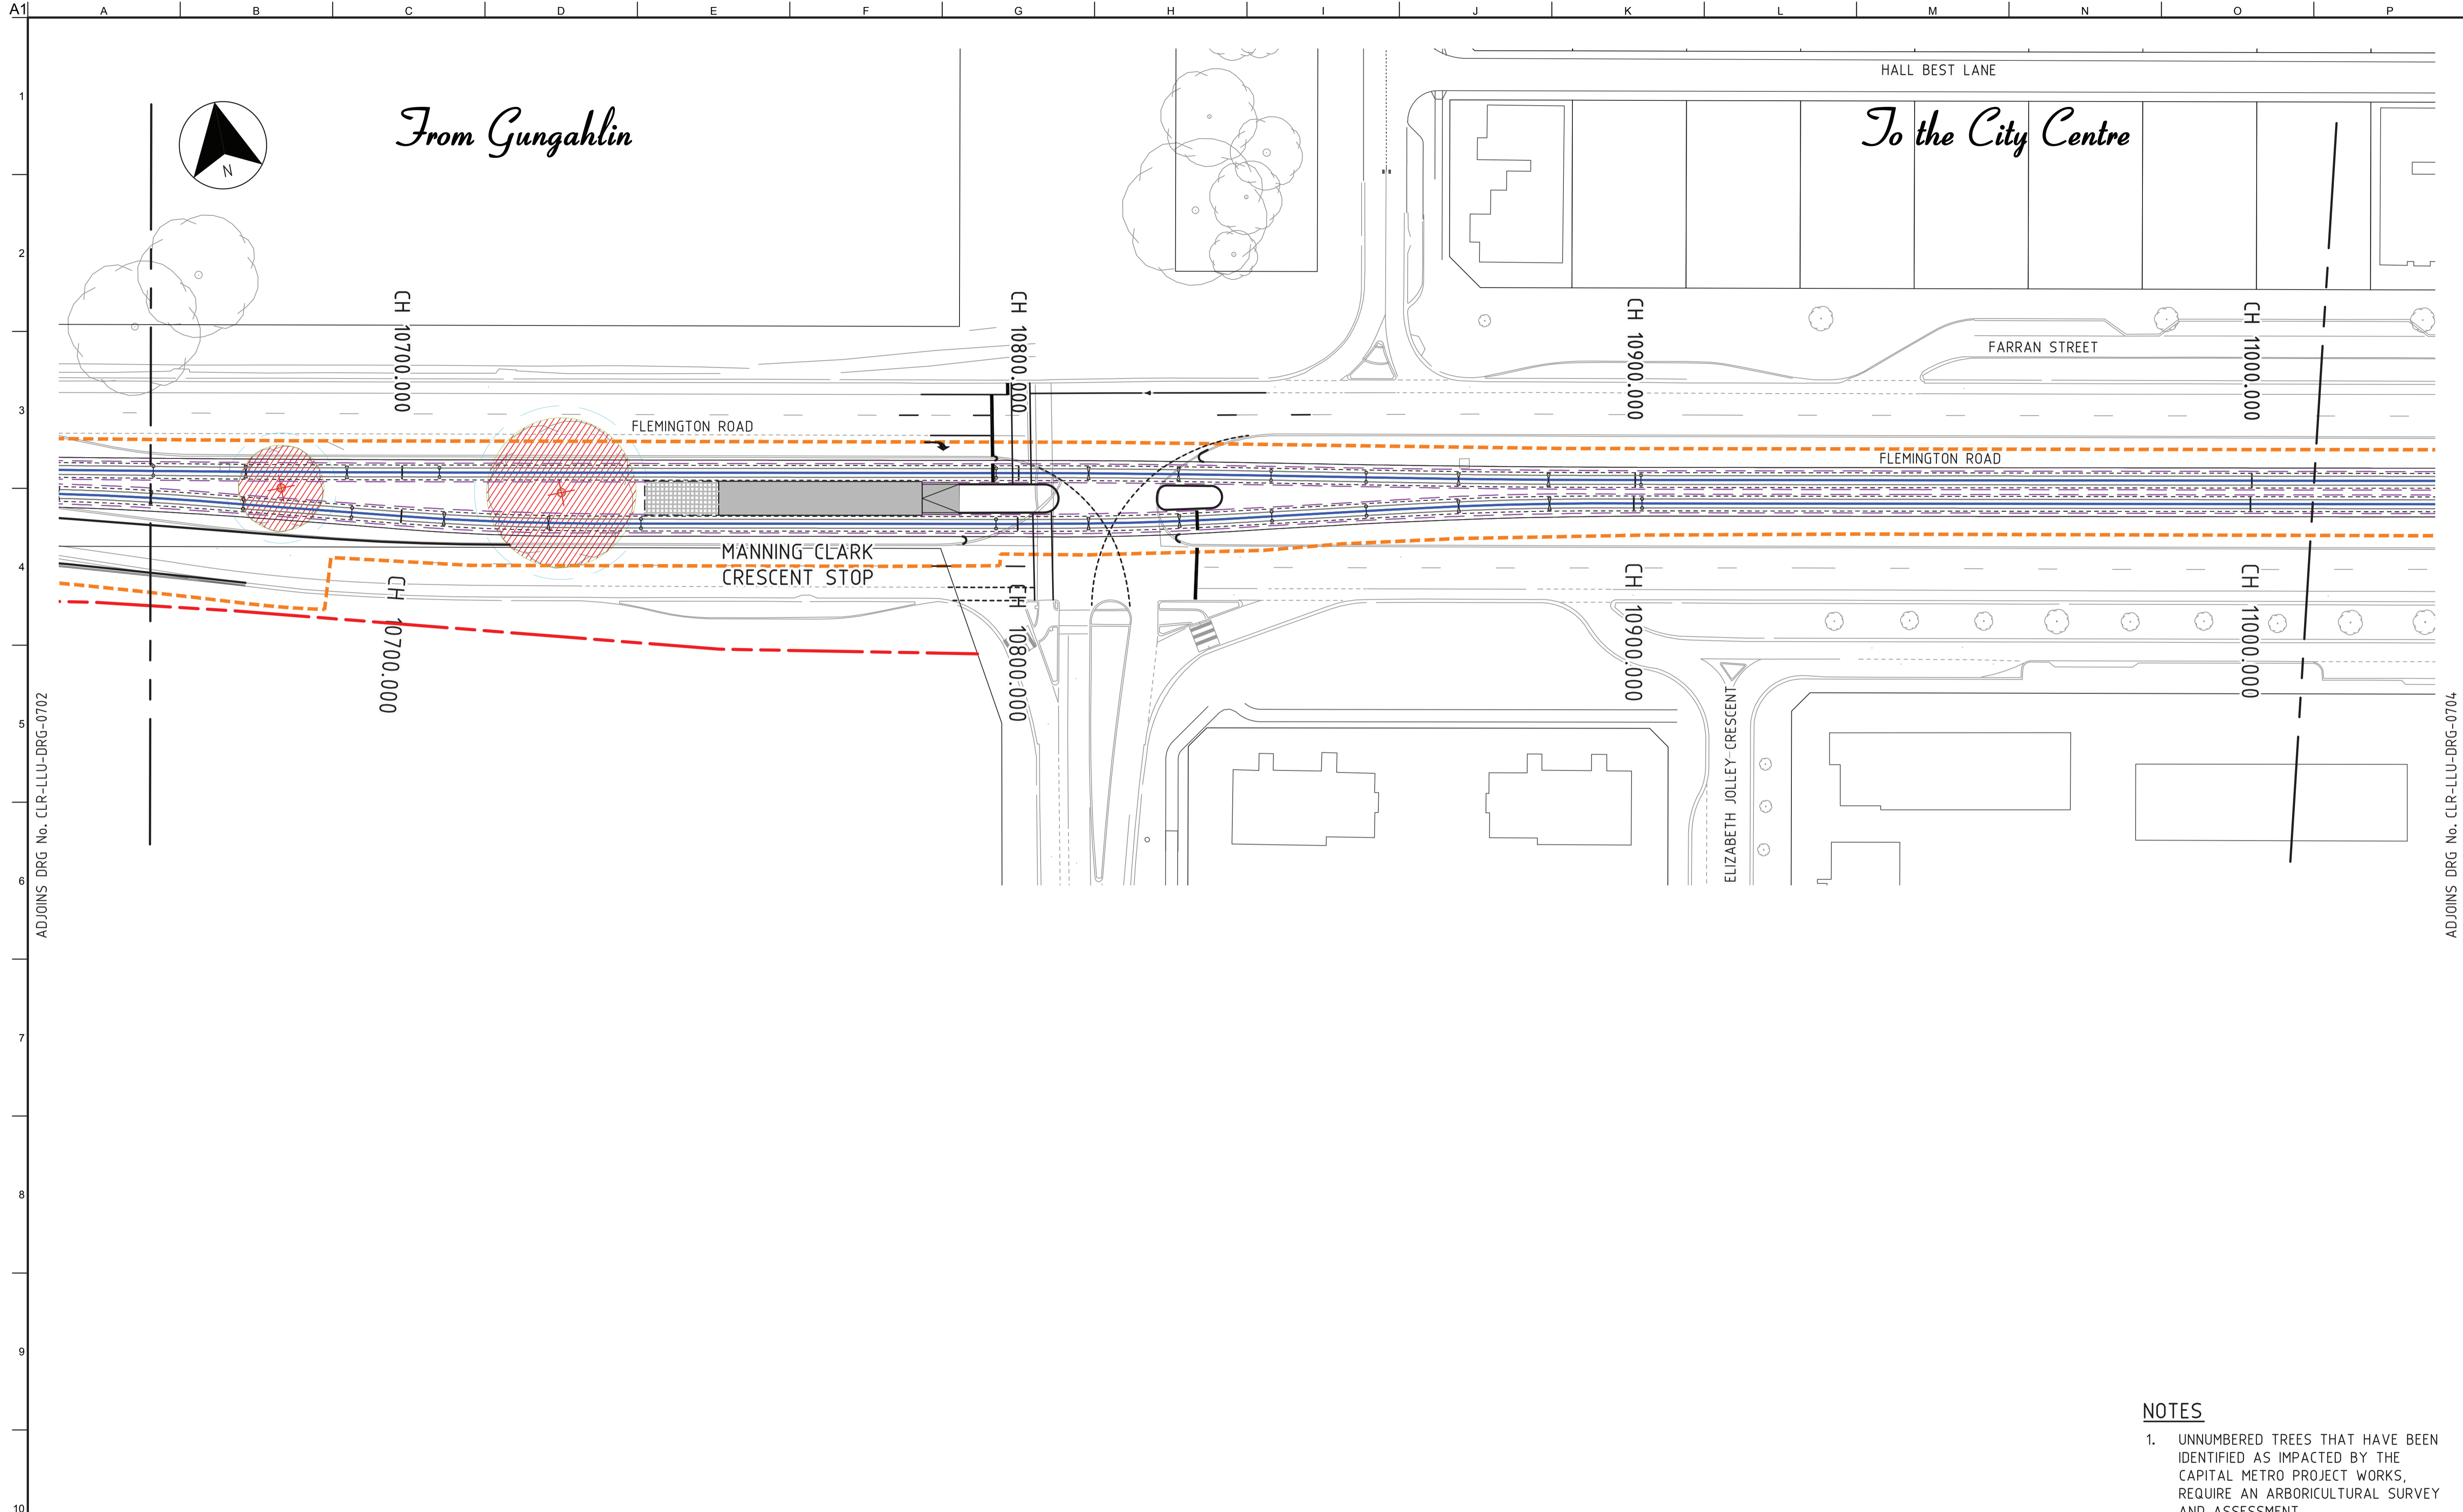 A1
A B C D E F G H I J K L M N O P
1
2
3
4
5
6
7
8
9
10
HALL BEST LANE
From Gungahlin
To the City Centre
N
CH 10700.000
CH 10800.000
CH 10900.000
CH 11000.000
FARRAN STREET
FLEMINGTON ROAD
FLEMINGTON ROAD
MANNING CLARK
CRESCENT STOP
CH 10700.000
CH 10800.000
CH 10900.000
CH 11000.000
ELIZABETH JOLLEY CRESCENT
ADJOINS DRG No. CLR-LLU-DRG-0702
ADJOINS DRG No. CLR-LLU-DRG-0704
NOTES
1. UNNUMBERED TREES THAT HAVE BEEN
IDENTIFIED AS IMPACTED BY THE
CAPITAL METRO PROJECT WORKS,
REQUIRE AN ARBORICULTURAL SURVEY
AND ASSESSMENT